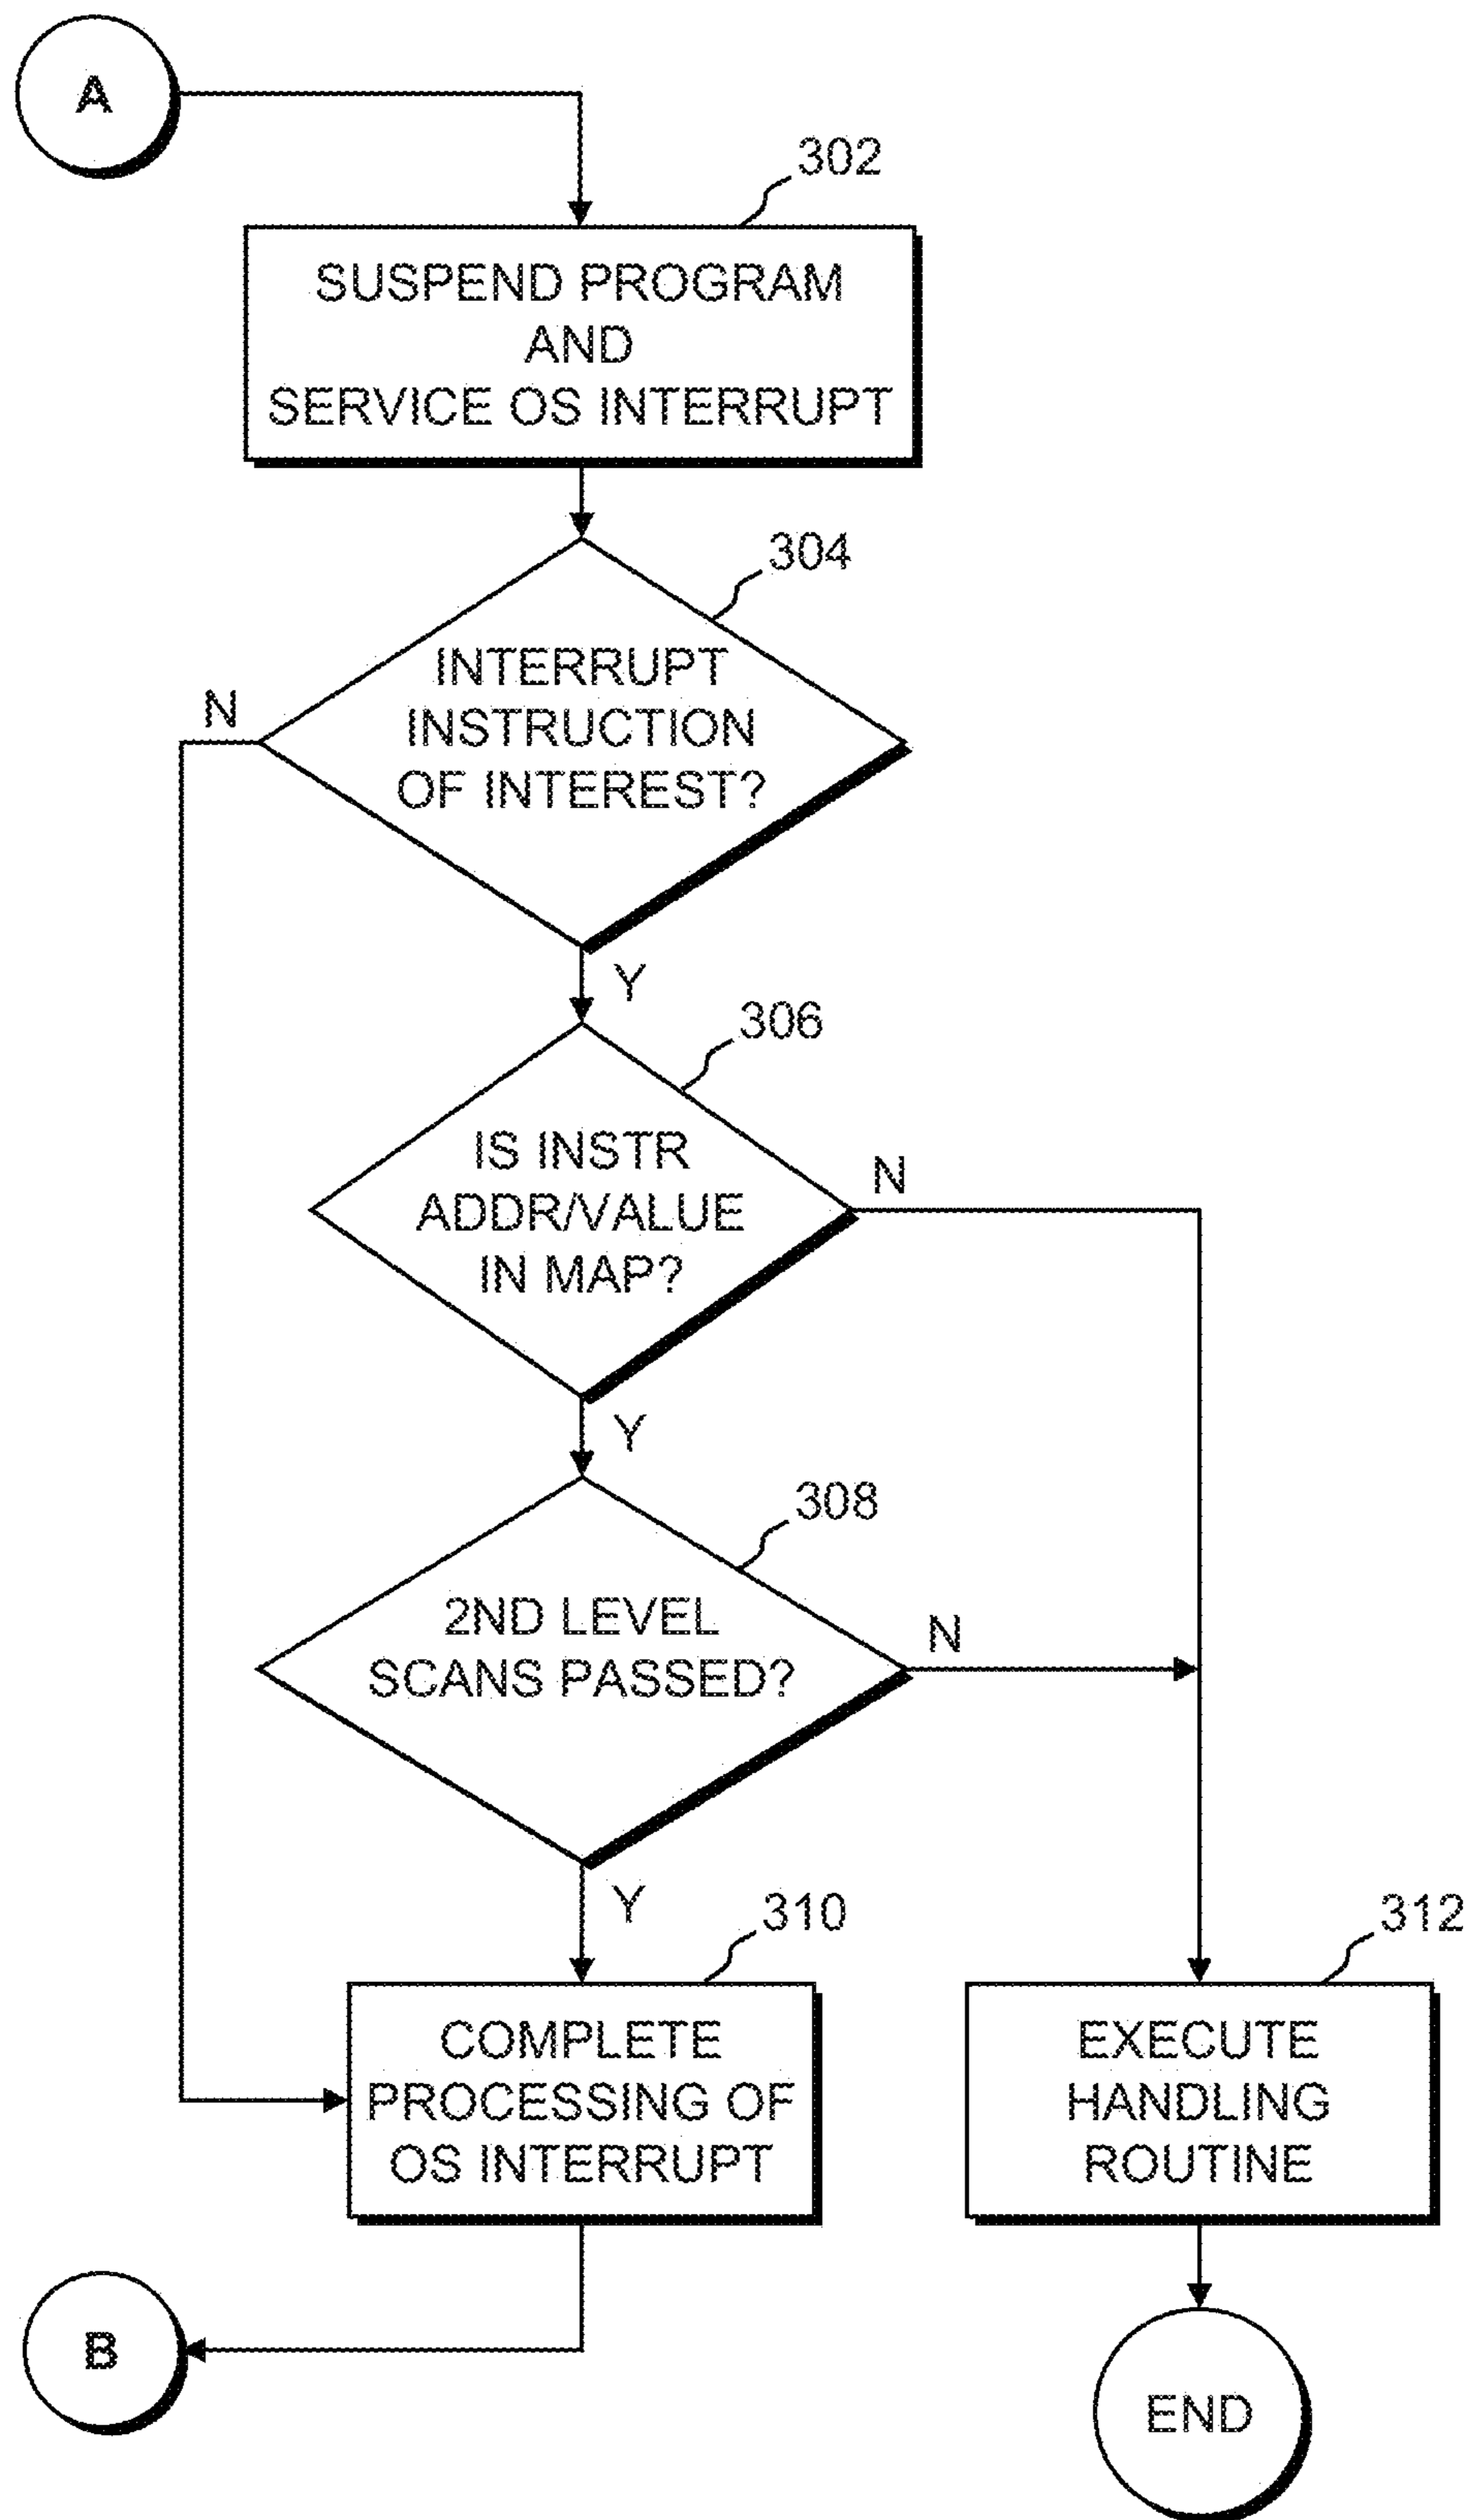 A
302
SUSPEND PROGRAM
AND
SERVICE OS INTERRUPT
304
INTERRUPT
INSTRUCTION
OF INTEREST?
N
Y
306
IS INSTR
ADDR/VALUE
IN MAP?
N
Y
308
2ND LEVEL
SCANS PASSED?
N
Y
310
COMPLETE
PROCESSING OF
OS INTERRUPT
312
EXECUTE
HANDLING
ROUTINE
B
END